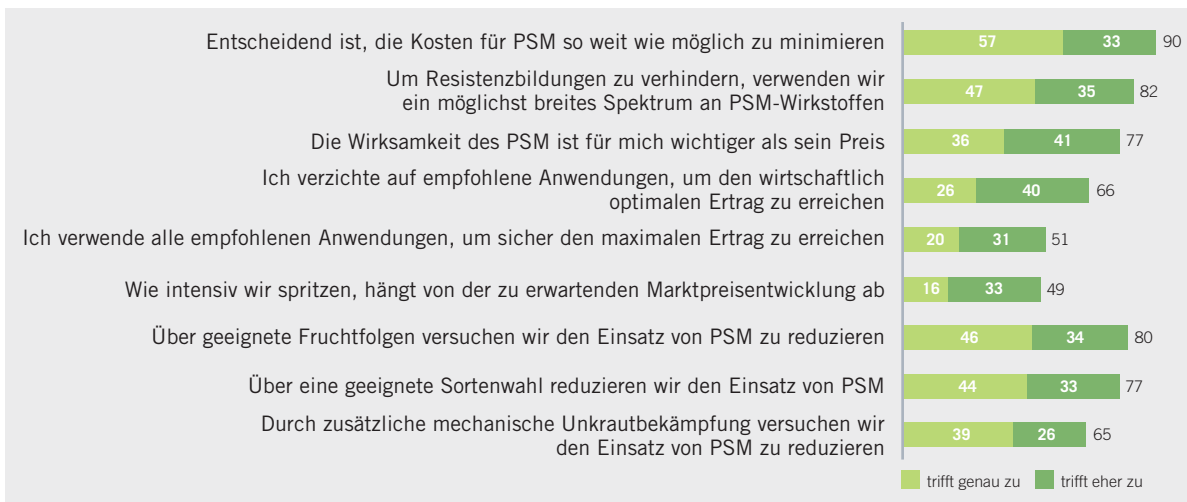 Entscheidend ist, die Kosten für PSM so weit wie möglich zu minimieren 57 33 90
Um Resistenzbildungen zu verhindern, verwenden wir
ein möglichst breites Spektrum an PSM-Wirkstoffen 47 35 82
Die Wirksamkeit des PSM ist für mich wichtiger als sein Preis 36 41 77
Ich verzichte auf empfohlene Anwendungen, um den wirtschaftlich
optimalen Ertrag zu erreichen 26 40 66
Ich verwende alle empfohlenen Anwendungen, um sicher den maximalen Ertrag zu erreichen 20 31 51
Wie intensiv wir spritzen, hängt von der zu erwartenden Marktpreisentwicklung ab 16 33 49
Über geeignete Fruchtfolgen versuchen wir den Einsatz von PSM zu reduzieren 46 34 80
Über eine geeignete Sortenwahl reduzieren wir den Einsatz von PSM 44 33 77
Durch zusätzliche mechanische Unkrautbekämpfung versuchen wir
den Einsatz von PSM zu reduzieren 39 26 65
trifft genau zu trifft eher zu